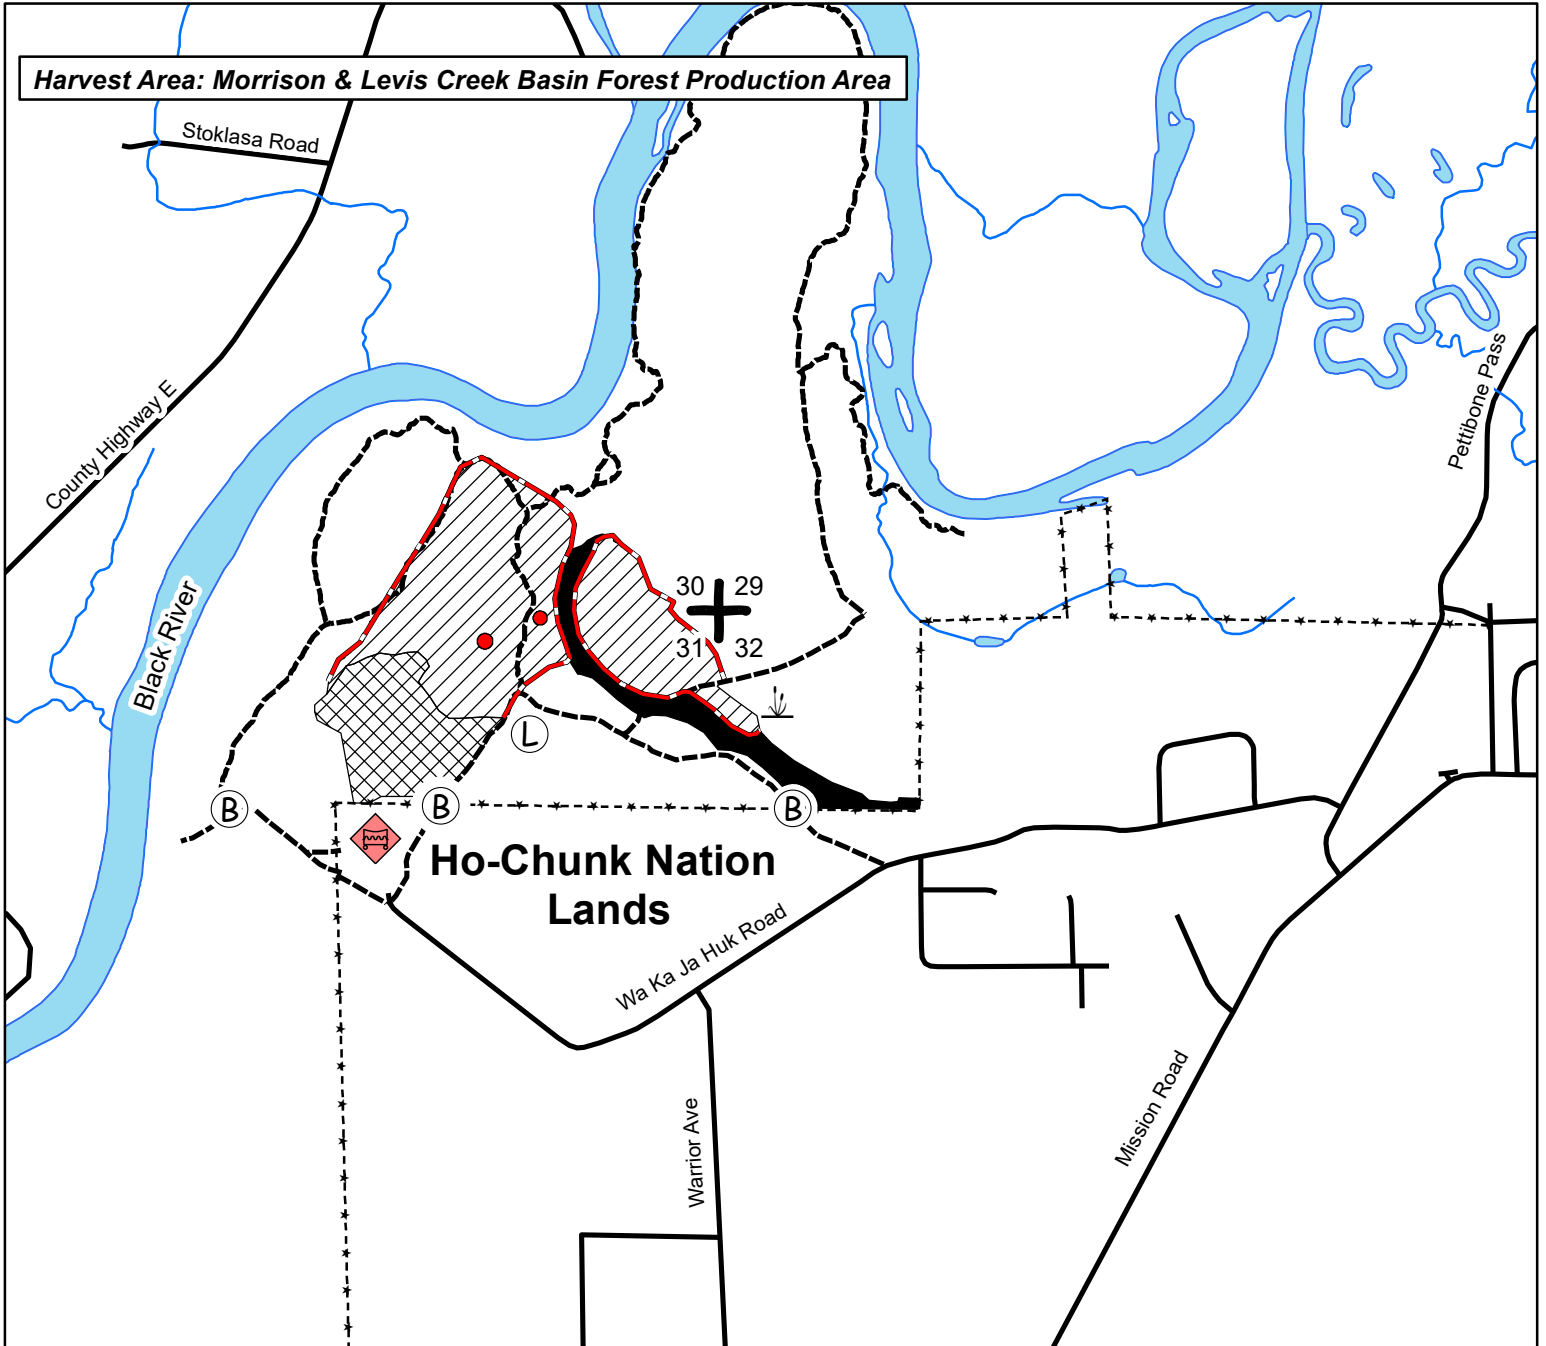 Harvest Area: Morrison & Levis Creek Basin Forest Production Area
Stoklasa Road
County Highway E
Pettibone Pass
Black River
30 29
31 32
L
B
B
B
Ho-Chunk Nation
Lands
Wa Ka Ja Huk Road
Warrior Ave
Mission Road